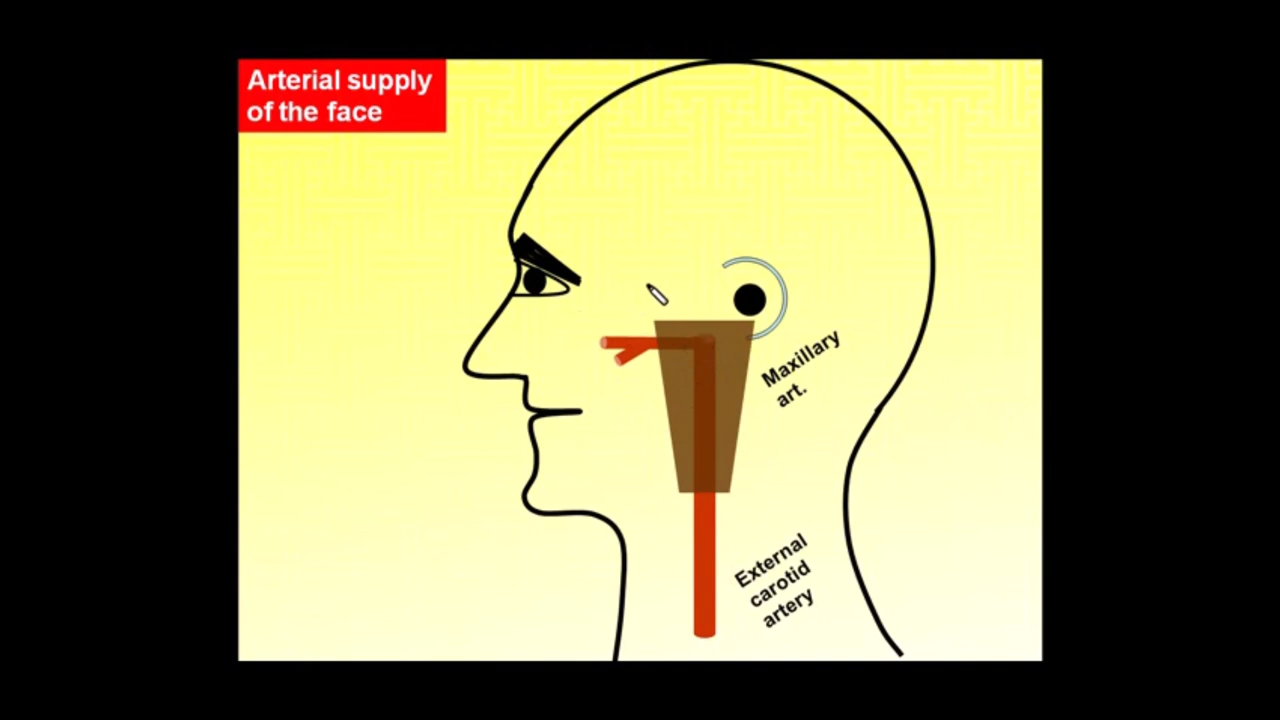 Arterial supply
of the face
Maxillary
art.
External
carotid
artery